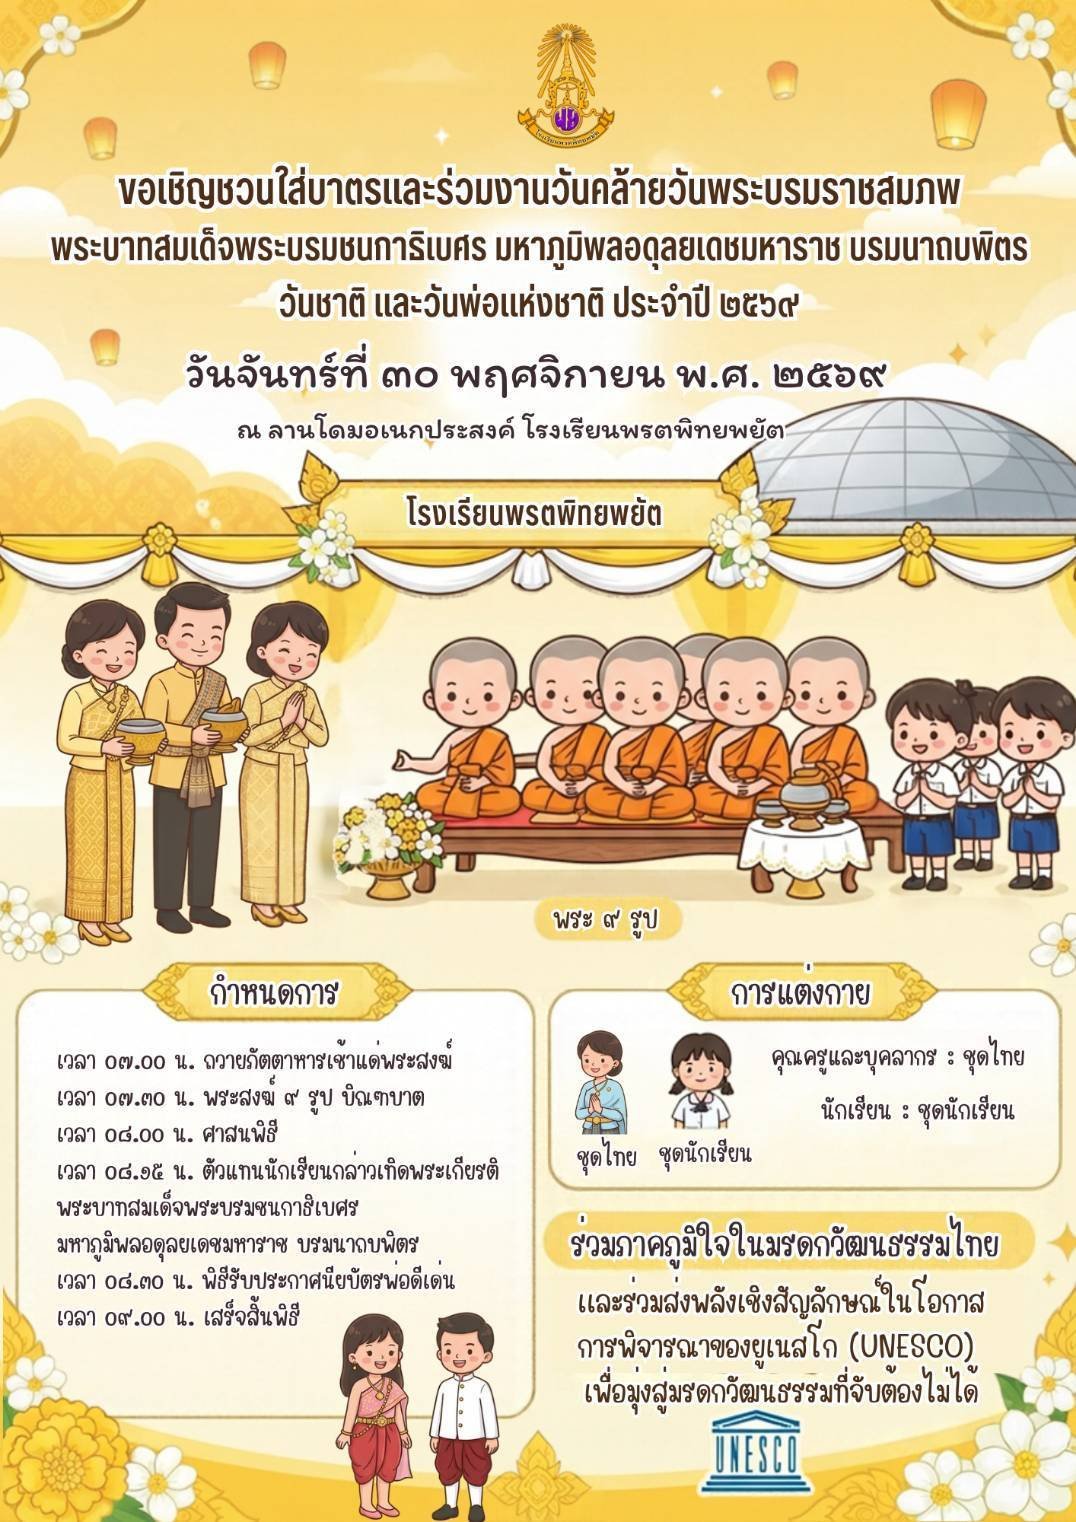 ขอเชิญชวนใส่บาตรและร่วมงานวันคล้ายวันพระบรมราชสมภพ
พระบาทสมเด็จพระบรมชนกาธิเบศร มหาภูมิพลอดุลยเดชมหาราช บรมนาถบพิตร
วันชาติ และวันพ่อแห่งชาติ ประจำปี ๒๕๖๙
วันจันทร์ที่ ๓๐ พฤศจิกายน พ.ศ. ๒๕๖๙
ณ ลานโดมอเนกประสงค์ โรงเรียนพรตพิทยพยัต
โรงเรียนพรตพิทยพยัต
พระ ๙ รูป
กำหนดการ
เวลา ๐๗.๐๐ น. ถวายภัตตาหารเช้าแด่พระสงฆ์
เวลา ๐๗.๓๐ น. พระสงฆ์ ๙ รูป บิณฑบาต
เวลา ๐๘.๐๐ น. ศาสนพิธี
เวลา ๐๘.๑๕ น. ตัวแทนนักเรียนกล่าวเทิดพระเกียรติ
พระบาทสมเด็จพระบรมชนกาธิเบศร
มหาภูมิพลอดุลยเดชมหาราช บรมนาถบพิตร
เวลา ๐๘.๓๐ น. พิธีรับประกาศนียบัตรพ่อดีเด่น
เวลา ๐๙.๐๐ น. เสร็จสิ้นพิธี
การแต่งกาย
คุณครูและบุคลากร : ชุดไทย
นักเรียน : ชุดนักเรียน
ชุดไทย ชุดนักเรียน
ร่วมภาคภูมิใจในมรดกวัฒนธรรมไทย
และร่วมส่งพลังเชิงสัญลักษณ์ในโอกาส
การพิจารณาของยูเนสโก (UNESCO)
เพื่อมุ่งสู่มรดกวัฒนธรรมที่จับต้องไม่ได้
UNESCO